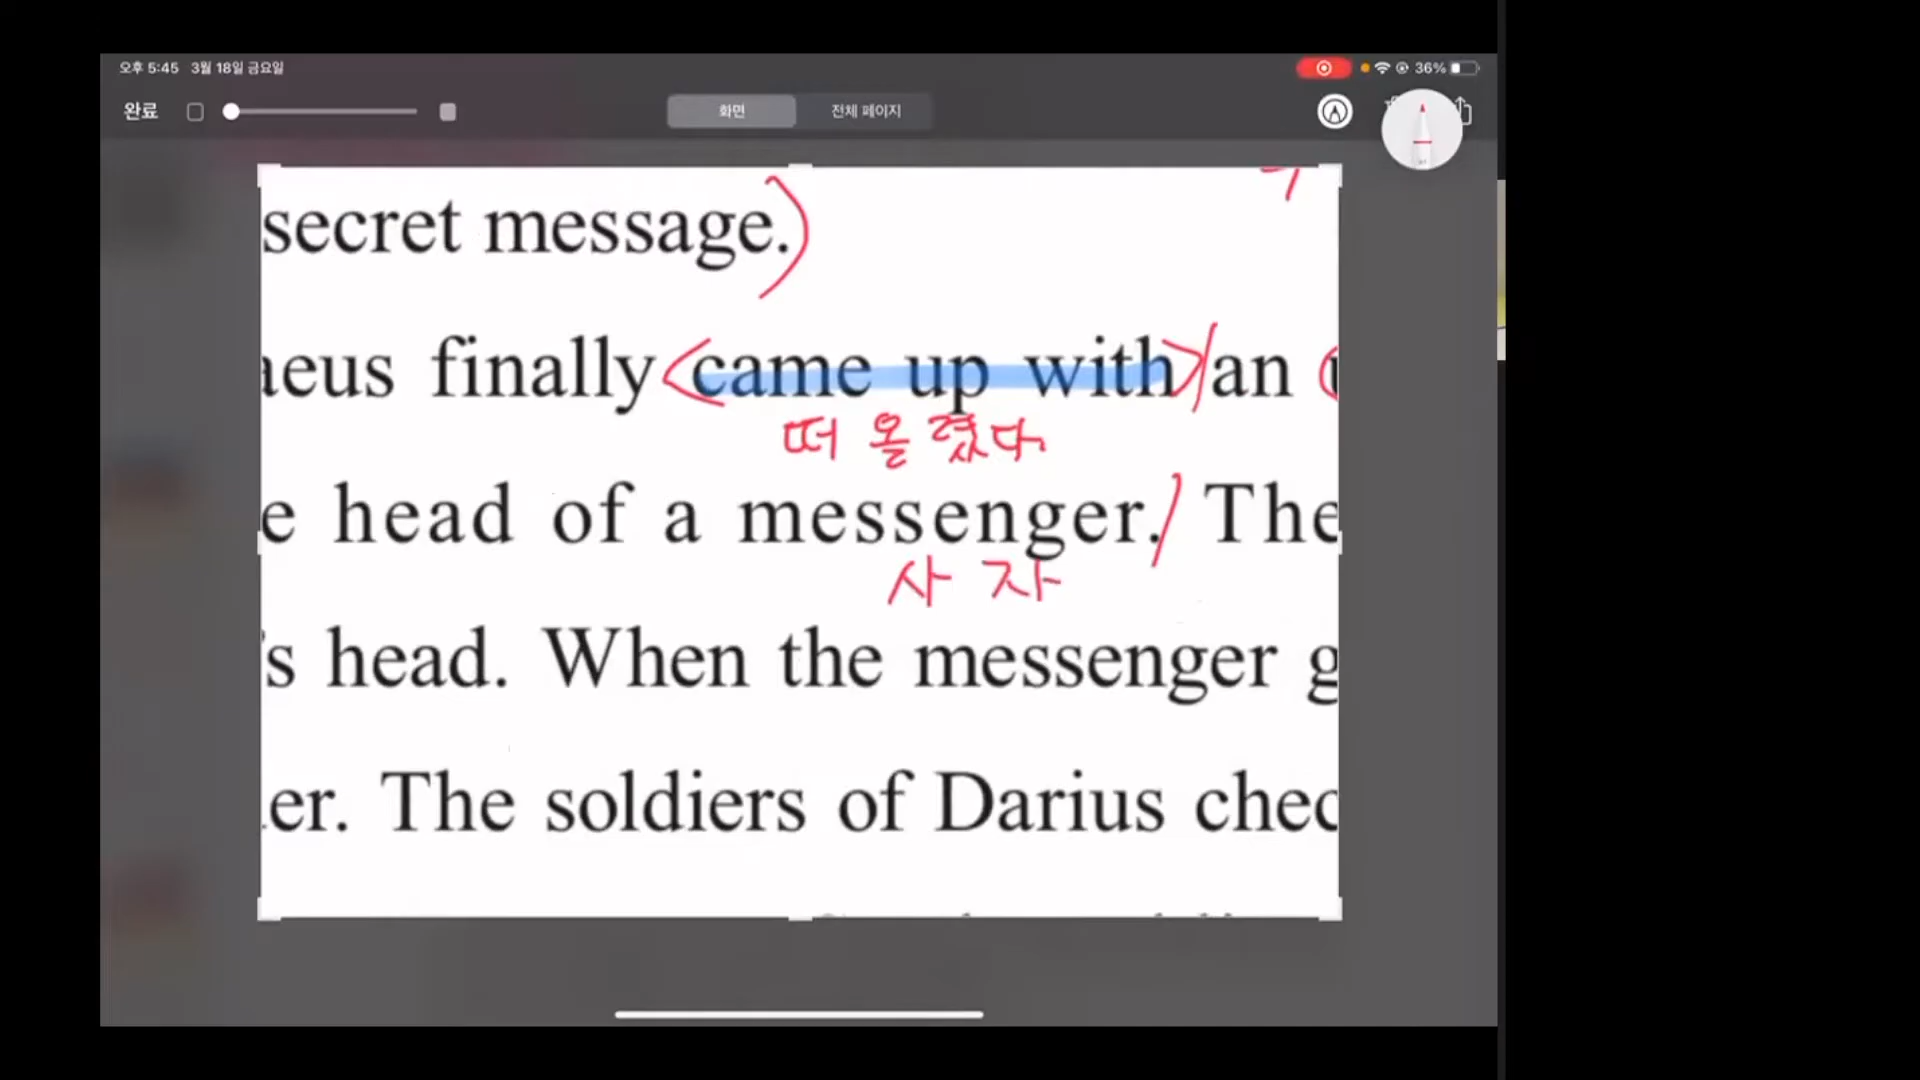 오후 5:45 3월 18일 금요일
36%
완료
화면 전체 페이지
secret message.
aeus finally came up with an
떠올렸다
e head of a messenger. The
사자
's head. When the messenger g
er. The soldiers of Darius chec